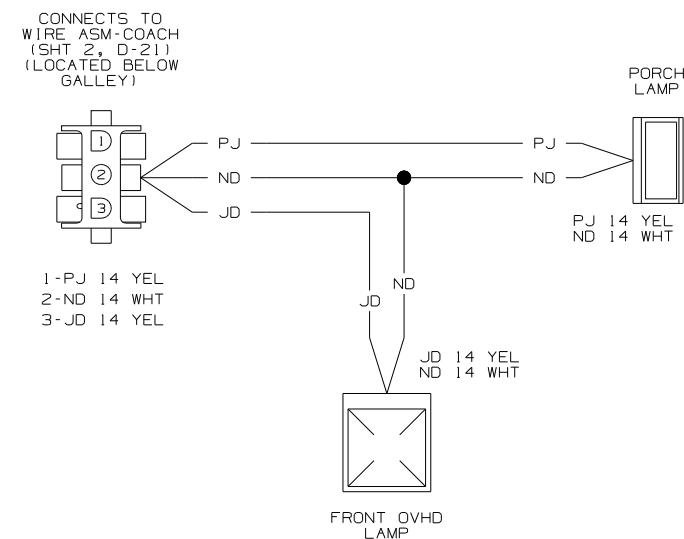 CONNECTS TO
WIRE ASM-COACH
(SHT 2, D-21)
(LOCATED BELOW
GALLEY)
PORCH
LAMP
1
PJ
PJ
2
ND
ND
3
JD
PJ 14 YEL
ND 14 WHT
1-PJ 14 YEL
2-ND 14 WHT
3-JD 14 YEL
ND
JD
JD 14 YEL
ND 14 WHT
FRONT OVHD
LAMP